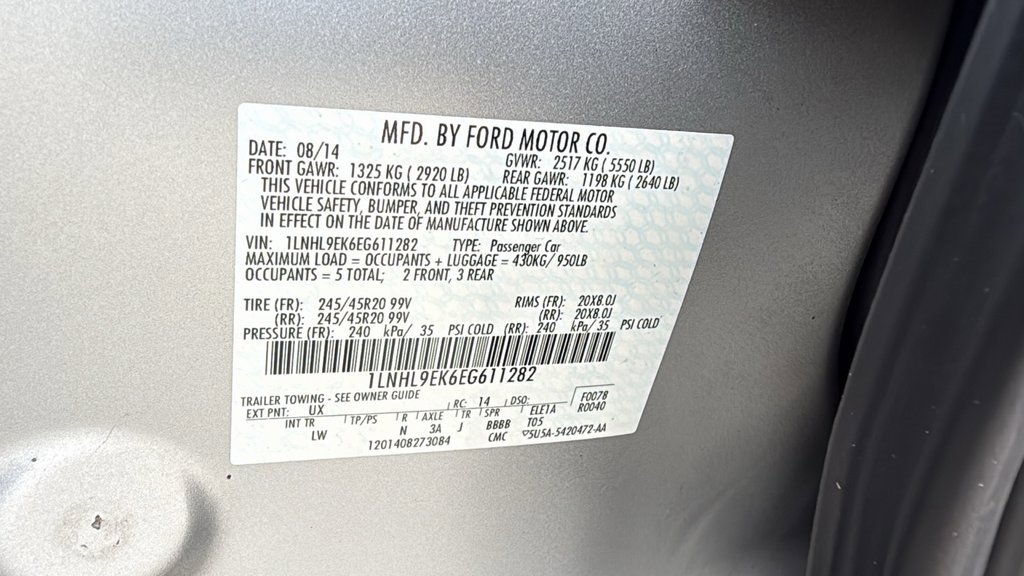 MFD. BY FORD MOTOR CO.
DATE: 08/14 GVWR: 2517 KG ( 5550 LB)
FRONT GAWR: 1325 KG ( 2920 LB) REAR GAWR: 1198 KG ( 2640 LB)
THIS VEHICLE CONFORMS TO ALL APPLICABLE FEDERAL MOTOR
VEHICLE SAFETY, BUMPER, AND THEFT PREVENTION STANDARDS
IN EFFECT ON THE DATE OF MANUFACTURE SHOWN ABOVE.
VIN: 1LNHL9EK6EG611282 TYPE: Passenger Car
MAXIMUM LOAD = OCCUPANTS + LUGGAGE = 430KG/ 950LB
OCCUPANTS = 5 TOTAL; 2 FRONT, 3 REAR
TIRE (FR): 245/45R20 99V RIMS (FR): 20X8.0J
(RR): 245/45R20 99V (RR): 20X8.0J
PRESSURE (FR): 240 kPa/ 35 PSI COLD (RR): 240 kPa/ 35 PSI COLD
1LNHL9EK6EG611282
TRAILER TOWING - SEE OWNER GUIDE
EXT PNT: UX RC: 14 DSO: F0078
R0040
INT TR TP/PS R AXLE TR SPR ELETA
LW N 3A J BBBB T05
1201408273084 CMC ▽5U5A-5420472-AA